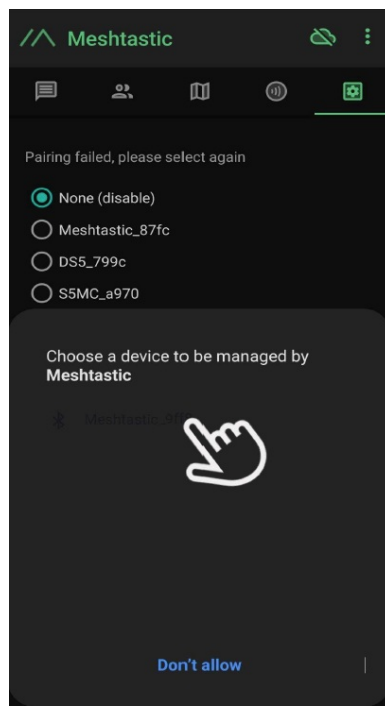 Meshtastic
Pairing failed, please select again
None (disable)
Meshtastic_87fc
DS5_799c
S5MC_a970
Choose a device to be managed by
Meshtastic
Don't allow